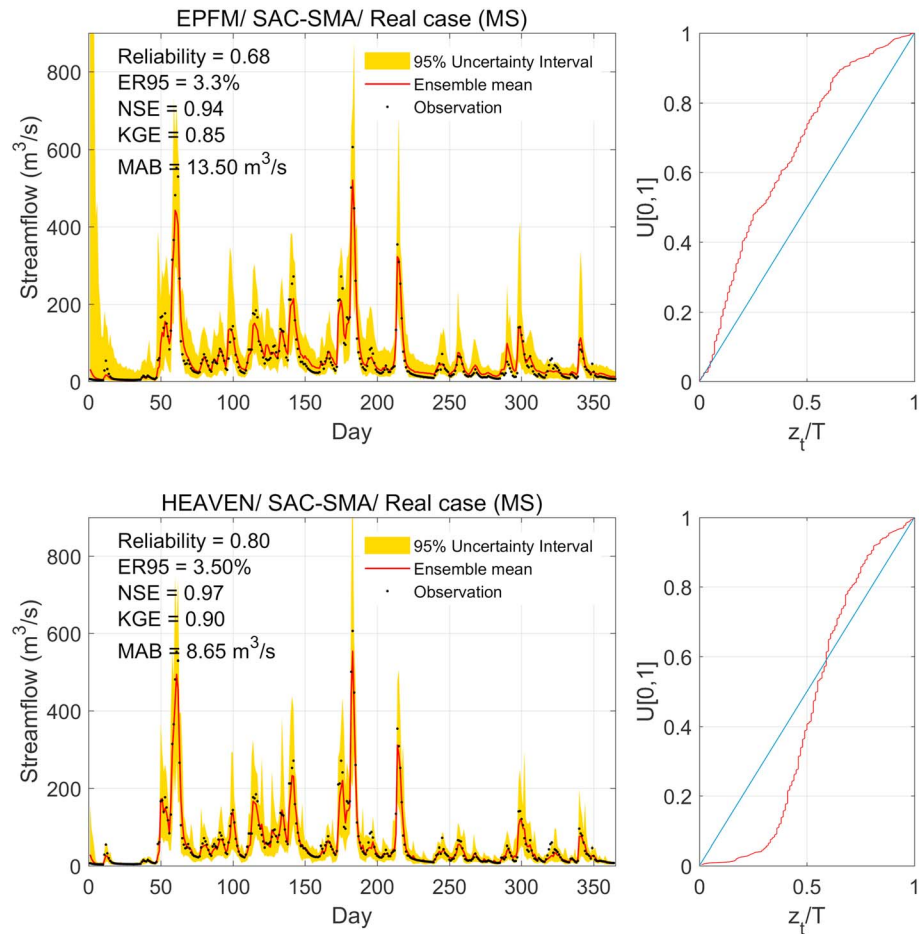 EPFM/ SAC-SMA/ Real case (MS)
Reliability = 0.68
ER95 = 3.3%
NSE = 0.94
KGE = 0.85
MAB = 13.50 m³/s
95% Uncertainty Interval
Ensemble mean
Observation
Streamflow (m³/s)
800
600
400
200
0
0 50 100 150 200 250 300 350
Day
U[0,1]
1
0.8
0.6
0.4
0.2
0
0 0.5 1
z_t/T
HEAVEN/ SAC-SMA/ Real case (MS)
Reliability = 0.80
ER95 = 3.50%
NSE = 0.97
KGE = 0.90
MAB = 8.65 m³/s
95% Uncertainty Interval
Ensemble mean
Observation
Streamflow (m³/s)
800
600
400
200
0
0 50 100 150 200 250 300 350
Day
U[0,1]
1
0.8
0.6
0.4
0.2
0
0 0.5 1
z_t/T